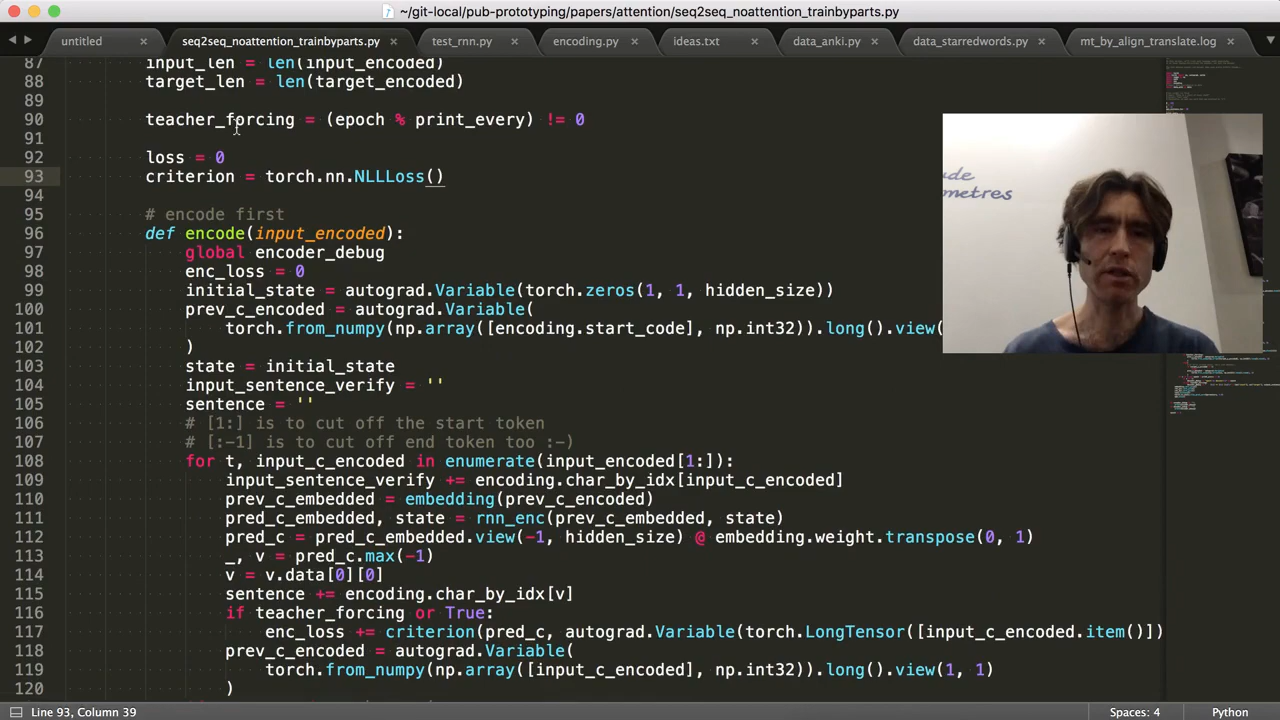 ~/git-local/pub-prototyping/papers/attention/seq2seq_noattention_trainbyparts.py
untitled
seq2seq_noattention_trainbyparts.py
test_rnn.py
encoding.py
ideas.txt
data_anki.py
data_starredwords.py
mt_by_align_translate.log
87 input_len = len(input_encoded)
88 target_len = len(target_encoded)
89
90 teacher_forcing = (epoch % print_every) != 0
91
92 loss = 0
93 criterion = torch.nn.NLLLoss()
94
95 # encode first
96 def encode(input_encoded):
97 global encoder_debug
98 enc_loss = 0
99 initial_state = autograd.Variable(torch.zeros(1, 1, hidden_size))
100 prev_c_encoded = autograd.Variable(
101 torch.from_numpy(np.array([encoding.start_code], np.int32)).long().view(
102 )
103 state = initial_state
104 input_sentence_verify = ''
105 sentence = ''
106 # [1:] is to cut off the start token
107 # [:-1] is to cut off end token too :-)
108 for t, input_c_encoded in enumerate(input_encoded[1:]):
109 input_sentence_verify += encoding.char_by_idx[input_c_encoded]
110 prev_c_embedded = embedding(prev_c_encoded)
111 pred_c_embedded, state = rnn_enc(prev_c_embedded, state)
112 pred_c = pred_c_embedded.view(-1, hidden_size) @ embedding.weight.transpose(0, 1)
113 _, v = pred_c.max(-1)
114 v = v.data[0][0]
115 sentence += encoding.char_by_idx[v]
116 if teacher_forcing or True:
117 enc_loss += criterion(pred_c, autograd.Variable(torch.LongTensor([input_c_encoded.item()])
118 prev_c_encoded = autograd.Variable(
119 torch.from_numpy(np.array([input_c_encoded], np.int32)).long().view(1, 1)
120 )
ude
ometres
Line 93, Column 39
Spaces: 4
Python